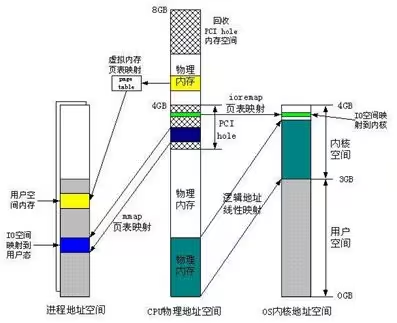 8GB
回收
PCI hole
内存空间
虚拟内存
页表映射
page
table
物理
内存
4GB
ioremap
页表映射
4GB
IO空间映
射到内核
PCI
hole
内核
空间
用户空
间内存
物理
内存
逻辑地址
线性映射
3GB
mmap
页表映射
IO空间
映射到
用户态
用户
空间
物理
内存
0GB
进程地址空间
CPU物理地址空间
OS内核地址空间